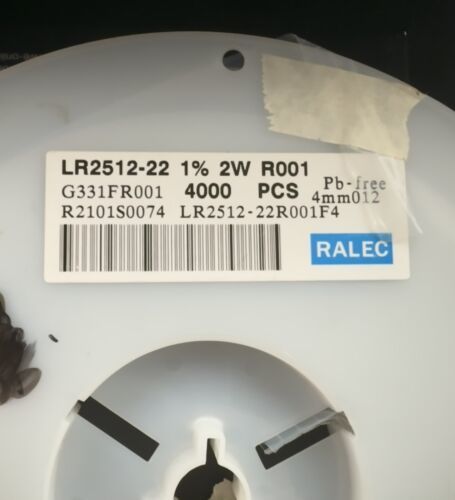 LR2512-22 1% 2W R001
G331FR001 4000 PCS Pb-free
R2101S0074 LR2512-22R001F4 4mm012
RALEC